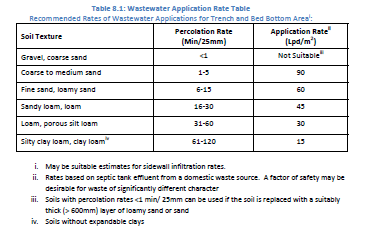 Table 8.1: Wastewater Application Rate Table
Recommended Rates of Wastewater Applications for Trench and Bed Bottom Areaⁱ:
Soil Texture
Percolation Rate
(Min/25mm)
Application Rateⁱⁱ
(Lpd/m²)
Gravel, coarse sand
<1
Not Suitableⁱⁱⁱ
Coarse to medium sand
1-5
90
Fine sand, loamy sand
6-15
60
Sandy loam, loam
16-30
45
Loam, porous silt loam
31-60
30
Silty clay loam, clay loamⁱᵛ
61-120
15
i. May be suitable estimates for sidewall infiltration rates.
ii. Rates based on septic tank effluent from a domestic waste source. A factor of safety may be
desirable for waste of significantly different character
iii. Soils with percolation rates <1 min/ 25mm can be used if the soil is replaced with a suitably
thick (> 600mm) layer of loamy sand or sand
iv. Soils without expandable clays